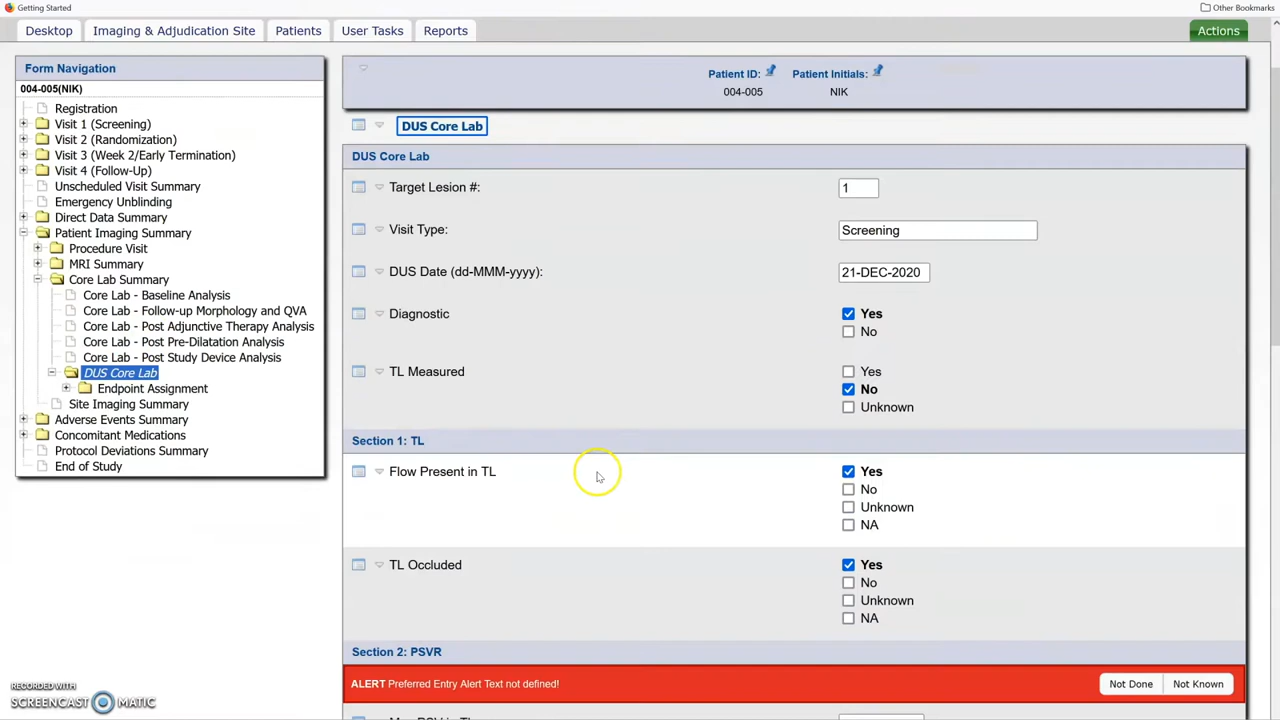 Getting Started
Other Bookmarks
Desktop
Imaging & Adjudication Site
Patients
User Tasks
Reports
Actions
Form Navigation
004-005(NIK)
Registration
Visit 1 (Screening)
Visit 2 (Randomization)
Visit 3 (Week 2/Early Termination)
Visit 4 (Follow-Up)
Unscheduled Visit Summary
Emergency Unblinding
Direct Data Summary
Patient Imaging Summary
Procedure Visit
MRI Summary
Core Lab Summary
Core Lab - Baseline Analysis
Core Lab - Follow-up Morphology and QVA
Core Lab - Post Adjunctive Therapy Analysis
Core Lab - Post Pre-Dilatation Analysis
Core Lab - Post Study Device Analysis
DUS Core Lab
Endpoint Assignment
Site Imaging Summary
Adverse Events Summary
Concomitant Medications
Protocol Deviations Summary
End of Study
Patient ID:
Patient Initials:
004-005
NIK
DUS Core Lab
DUS Core Lab
Target Lesion #:
1
Visit Type:
Screening
DUS Date (dd-MMM-yyyy):
21-DEC-2020
Diagnostic
Yes
No
TL Measured
Yes
No
Unknown
Section 1: TL
Flow Present in TL
Yes
No
Unknown
NA
TL Occluded
Yes
No
Unknown
NA
Section 2: PSVR
ALERT Preferred Entry Alert Text not defined!
Not Done
Not Known
RECORDED WITH
SCREENCAST MATIC